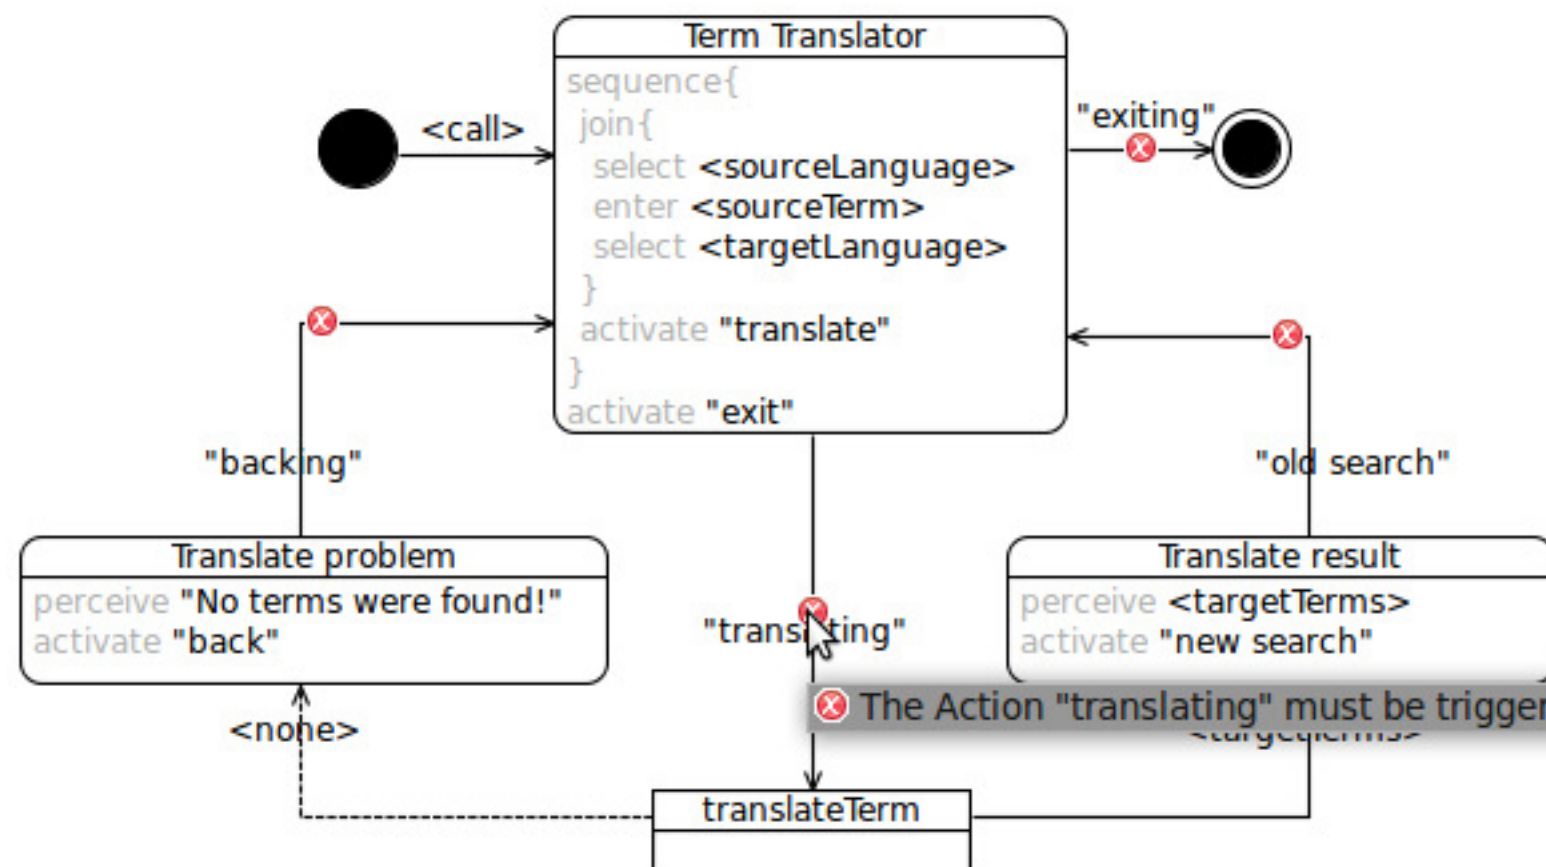 Term Translator
sequence{
join{
select <sourceLanguage>
enter <sourceTerm>
select <targetLanguage>
}
activate "translate"
}
activate "exit"
<call>
"exiting"
"backing"
"old search"
Translate problem
perceive "No terms were found!"
activate "back"
"translating"
Translate result
perceive <targetTerms>
activate "new search"
The Action "translating" must be trigger
<none>
<targetTerms>
translateTerm